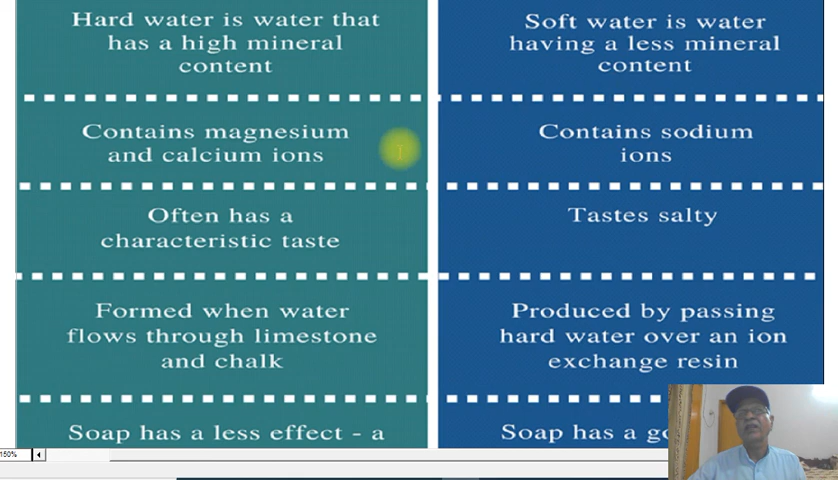 Hard water is water that
has a high mineral
content
Contains magnesium
and calcium ions
Often has a
characteristic taste
Formed when water
flows through limestone
and chalk
Soap has a less effect - a
Soft water is water
having a less mineral
content
Contains sodium
ions
Tastes salty
Produced by passing
hard water over an ion
exchange resin
Soap has a
150%